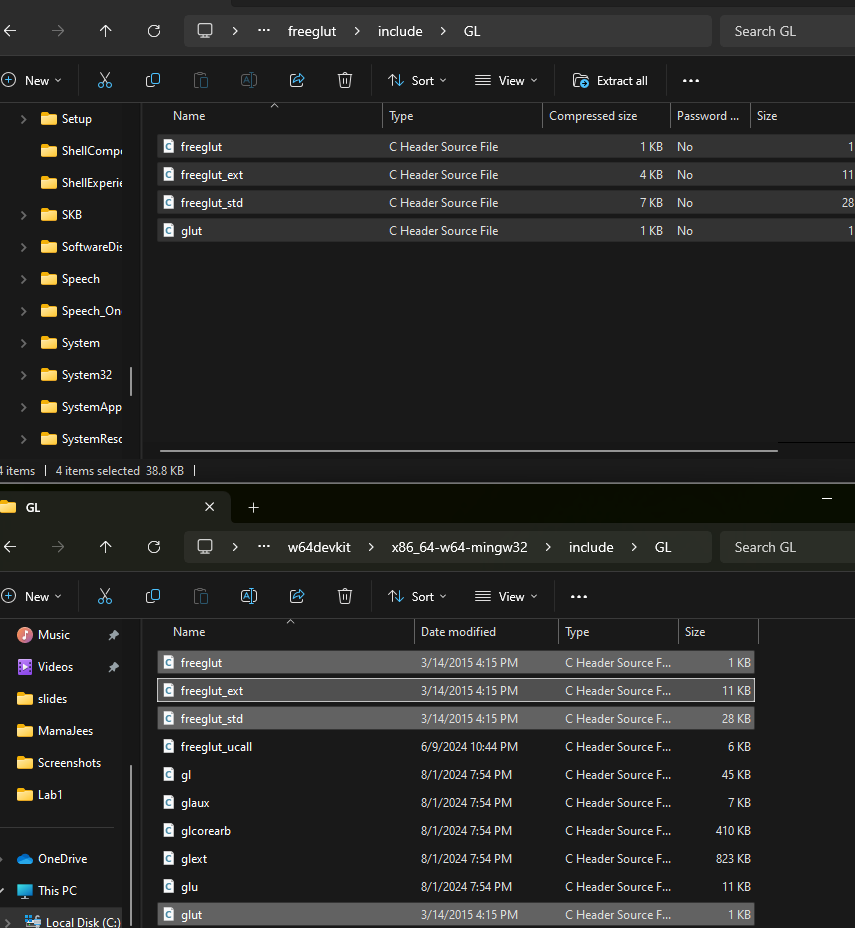 freeglut include GL Search GL
New Sort View Extract all
Name Type Compressed size Password ... Size
Setup
ShellCompo
ShellExperie
SKB
SoftwareDis
Speech
Speech_On
System
System32
SystemApp
SystemReso
freeglut C Header Source File 1 KB No 1
freeglut_ext C Header Source File 4 KB No 11
freeglut_std C Header Source File 7 KB No 28
glut C Header Source File 1 KB No 1
4 items 4 items selected 38.8 KB
GL
w64devkit x86_64-w64-mingw32 include GL Search GL
New Sort View
Name Date modified Type Size
Music
Videos
slides
MamaJees
Screenshots
Lab1
OneDrive
This PC
Local Disk (C:)
freeglut 3/14/2015 4:15 PM C Header Source F... 1 KB
freeglut_ext 3/14/2015 4:15 PM C Header Source F... 11 KB
freeglut_std 3/14/2015 4:15 PM C Header Source F... 28 KB
freeglut_ucall 6/9/2024 10:44 PM C Header Source F... 6 KB
gl 8/1/2024 7:54 PM C Header Source F... 45 KB
glaux 8/1/2024 7:54 PM C Header Source F... 7 KB
glcorearb 8/1/2024 7:54 PM C Header Source F... 410 KB
glext 8/1/2024 7:54 PM C Header Source F... 823 KB
glu 8/1/2024 7:54 PM C Header Source F... 11 KB
glut 3/14/2015 4:15 PM C Header Source F... 1 KB